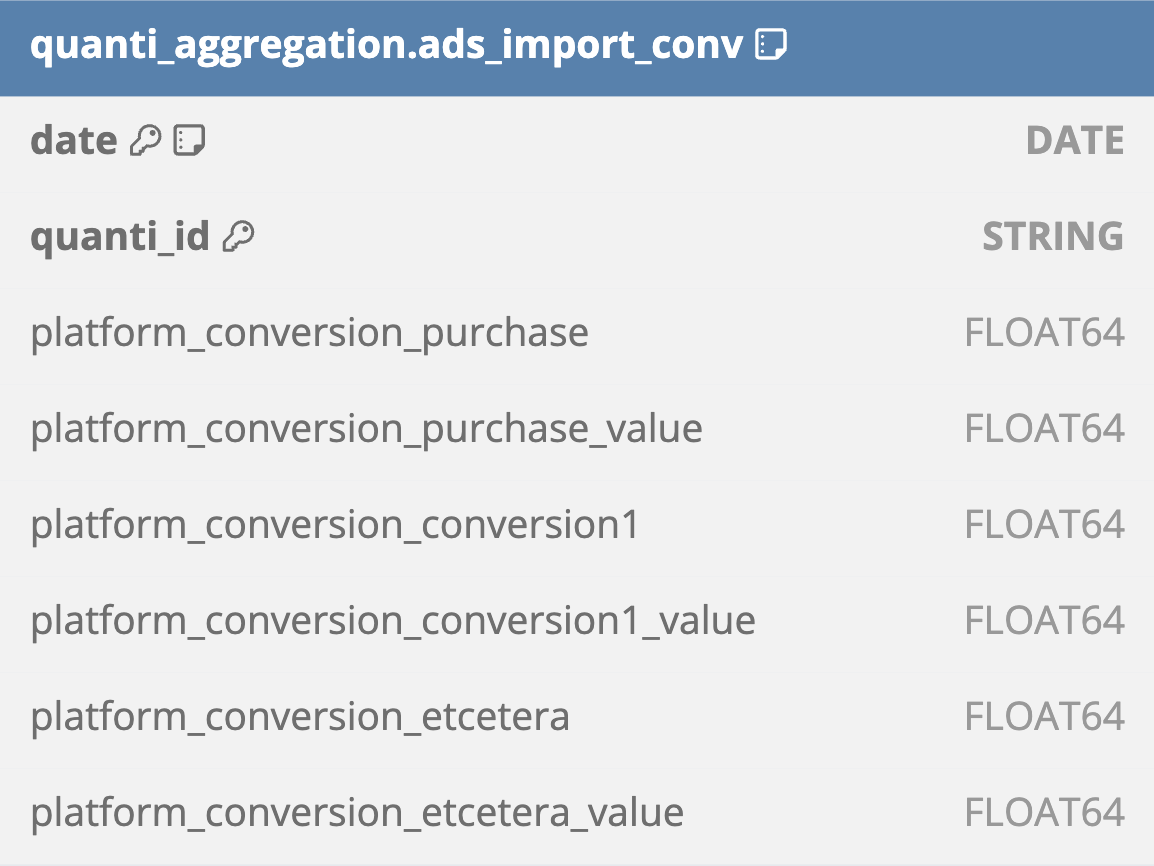 quanti_aggregation.ads_import_conv
date DATE
quanti_id STRING
platform_conversion_purchase FLOAT64
platform_conversion_purchase_value FLOAT64
platform_conversion_conversion1 FLOAT64
platform_conversion_conversion1_value FLOAT64
platform_conversion_etcetera FLOAT64
platform_conversion_etcetera_value FLOAT64